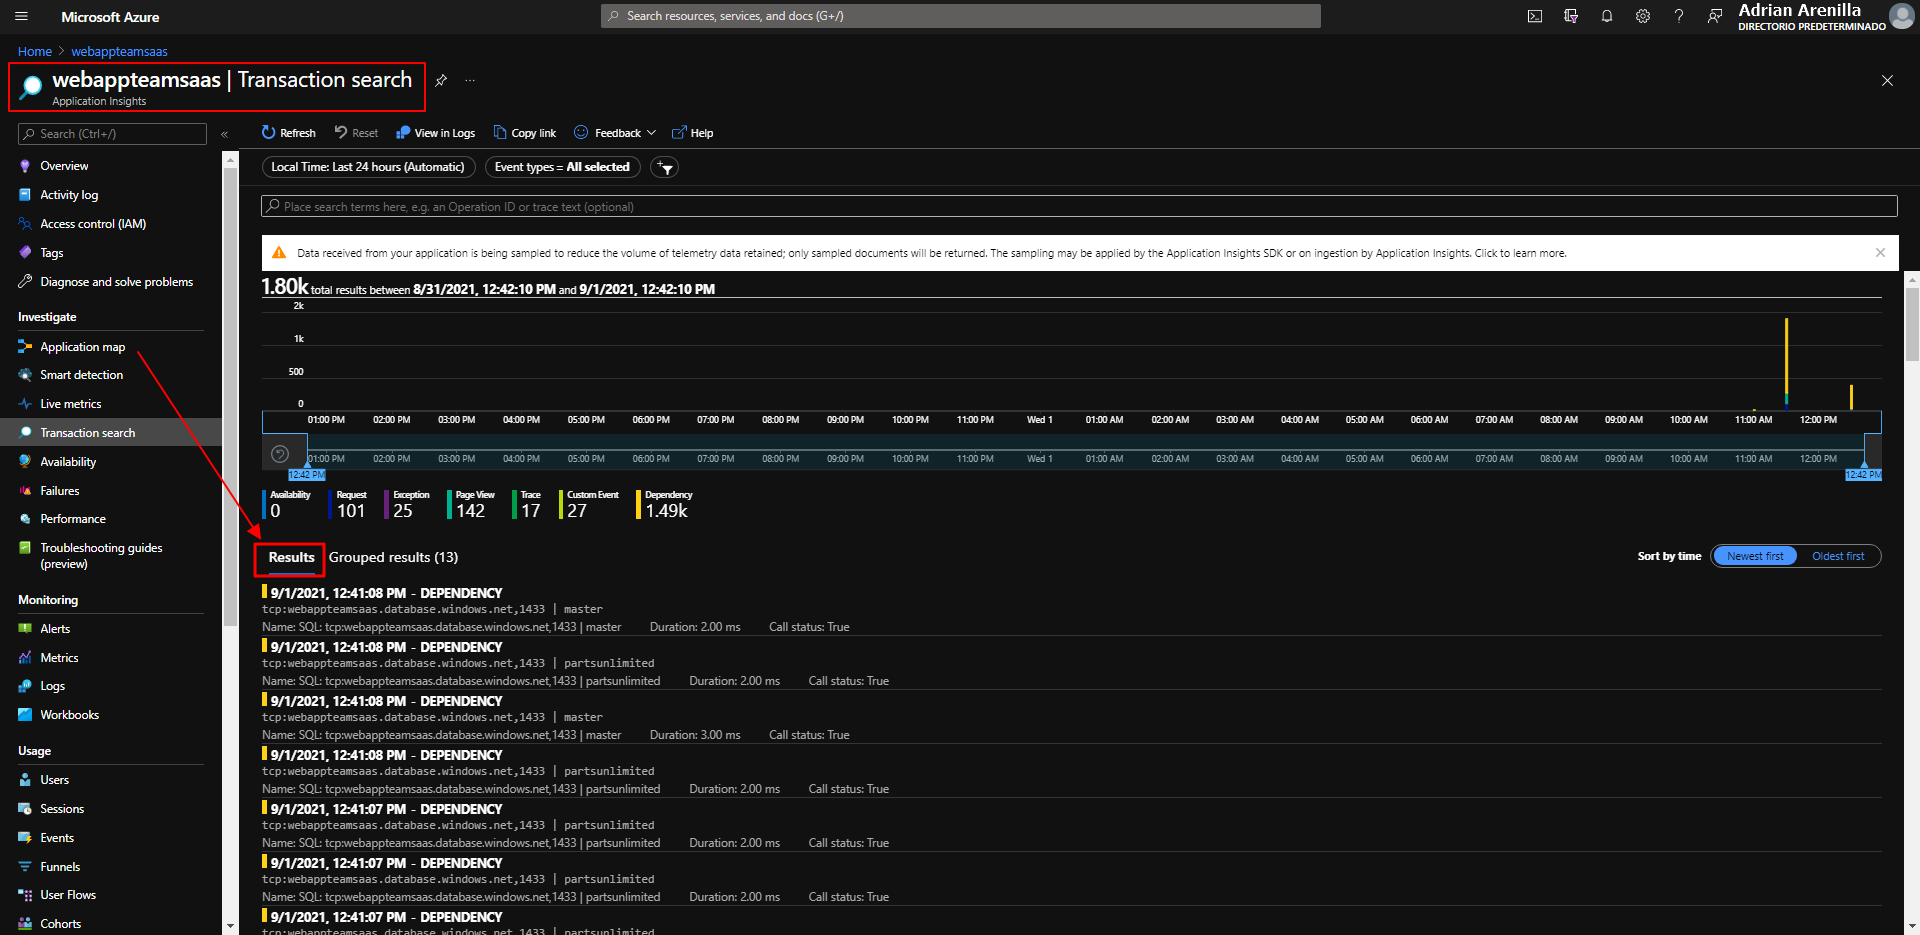 Microsoft Azure
Search resources, services, and docs (G+/)
Adrian Arenilla
DIRECTORIO PREDETERMINADO
Home > webappteamsaas
webappteamsaas | Transaction search
Application Insights
Search (Ctrl+/)
Overview
Activity log
Access control (IAM)
Tags
Diagnose and solve problems
Investigate
Application map
Smart detection
Live metrics
Transaction search
Availability
Failures
Performance
Troubleshooting guides
(preview)
Monitoring
Alerts
Metrics
Logs
Workbooks
Usage
Users
Sessions
Events
Funnels
User Flows
Cohorts
Refresh Reset View in Logs Copy link Feedback Help
Local Time: Last 24 hours (Automatic) Event types = All selected
Place search terms here, e.g. an Operation ID or trace text (optional)
Data received from your application is being sampled to reduce the volume of telemetry data retained; only sampled documents will be returned. The sampling may be applied by the Application Insights SDK or on ingestion by Application Insights. Click to learn more.
1.80k total results between 8/31/2021, 12:42:10 PM and 9/1/2021, 12:42:10 PM
2k
1k
500
0
01:00 PM 02:00 PM 03:00 PM 04:00 PM 05:00 PM 06:00 PM 07:00 PM 08:00 PM 09:00 PM 10:00 PM 11:00 PM Wed 1 01:00 AM 02:00 AM 03:00 AM 04:00 AM 05:00 AM 06:00 AM 07:00 AM 08:00 AM 09:00 AM 10:00 AM 11:00 AM 12:00 PM
01:00 PM 02:00 PM 03:00 PM 04:00 PM 05:00 PM 06:00 PM 07:00 PM 08:00 PM 09:00 PM 10:00 PM 11:00 PM Wed 1 01:00 AM 02:00 AM 03:00 AM 04:00 AM 05:00 AM 06:00 AM 07:00 AM 08:00 AM 09:00 AM 10:00 AM 11:00 AM 12:00 PM
12:42 PM 12:42 PM
Availability Request Exception Page View Trace Custom Event Dependency
0 101 25 142 17 27 1.49k
Results Grouped results (13)
Sort by time Newest first Oldest first
9/1/2021, 12:41:08 PM - DEPENDENCY
tcp:webappteamsaas.database.windows.net,1433 | master
Name: SQL: tcp:webappteamsaas.database.windows.net,1433 | master Duration: 2.00 ms Call status: True
9/1/2021, 12:41:08 PM - DEPENDENCY
tcp:webappteamsaas.database.windows.net,1433 | partsunlimited
Name: SQL: tcp:webappteamsaas.database.windows.net,1433 | partsunlimited Duration: 2.00 ms Call status: True
9/1/2021, 12:41:08 PM - DEPENDENCY
tcp:webappteamsaas.database.windows.net,1433 | master
Name: SQL: tcp:webappteamsaas.database.windows.net,1433 | master Duration: 3.00 ms Call status: True
9/1/2021, 12:41:08 PM - DEPENDENCY
tcp:webappteamsaas.database.windows.net,1433 | partsunlimited
Name: SQL: tcp:webappteamsaas.database.windows.net,1433 | partsunlimited Duration: 2.00 ms Call status: True
9/1/2021, 12:41:07 PM - DEPENDENCY
tcp:webappteamsaas.database.windows.net,1433 | partsunlimited
Name: SQL: tcp:webappteamsaas.database.windows.net,1433 | partsunlimited Duration: 2.00 ms Call status: True
9/1/2021, 12:41:07 PM - DEPENDENCY
tcp:webappteamsaas.database.windows.net,1433 | partsunlimited
Name: SQL: tcp:webappteamsaas.database.windows.net,1433 | partsunlimited Duration: 2.00 ms Call status: True
9/1/2021, 12:41:07 PM - DEPENDENCY
tcp:webappteamsaas.database.windows.net,1433 | partsunlimited